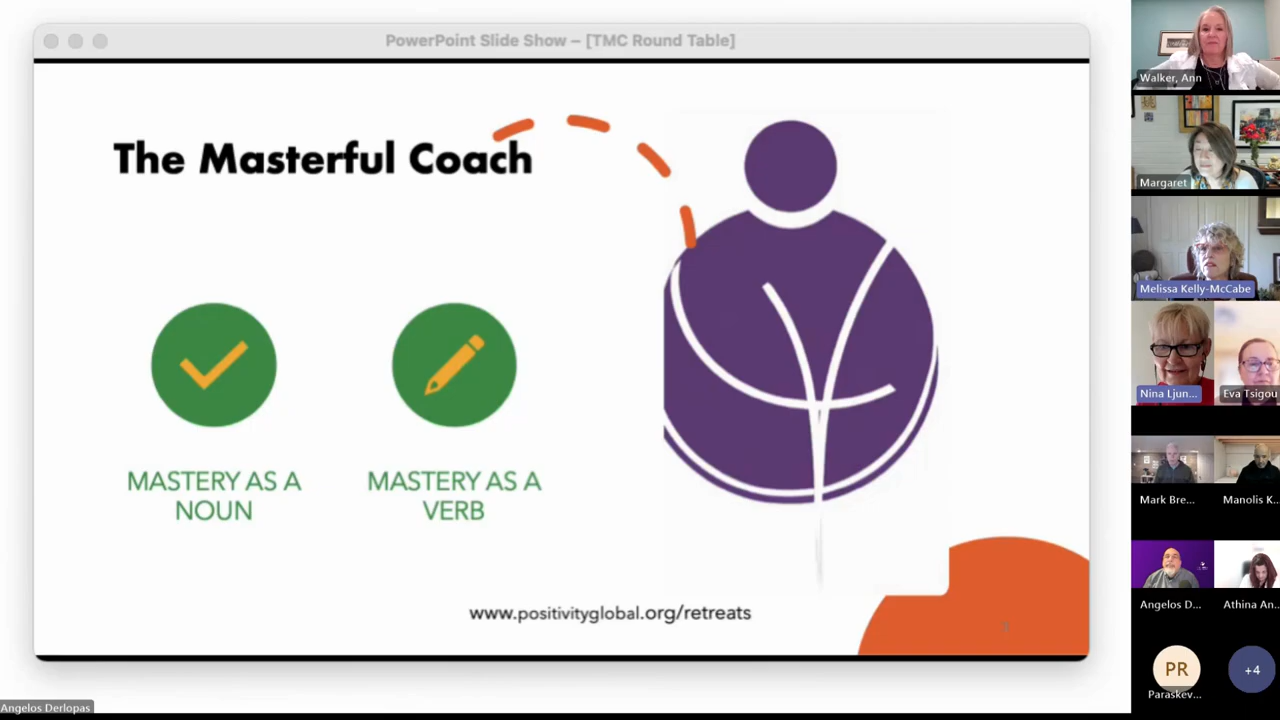 PowerPoint Slide Show – [TMC Round Table]
The Masterful Coach
MASTERY AS A
NOUN
MASTERY AS A
VERB
www.positivityglobal.org/retreats
Angelos Derlopas
Walker, Ann
Margaret
Melissa Kelly-McCabe
Nina Ljun...
Eva Tsigou
Mark Bre...
Manolis K...
Angelos D...
Athina An...
PR
Paraskev...
+4